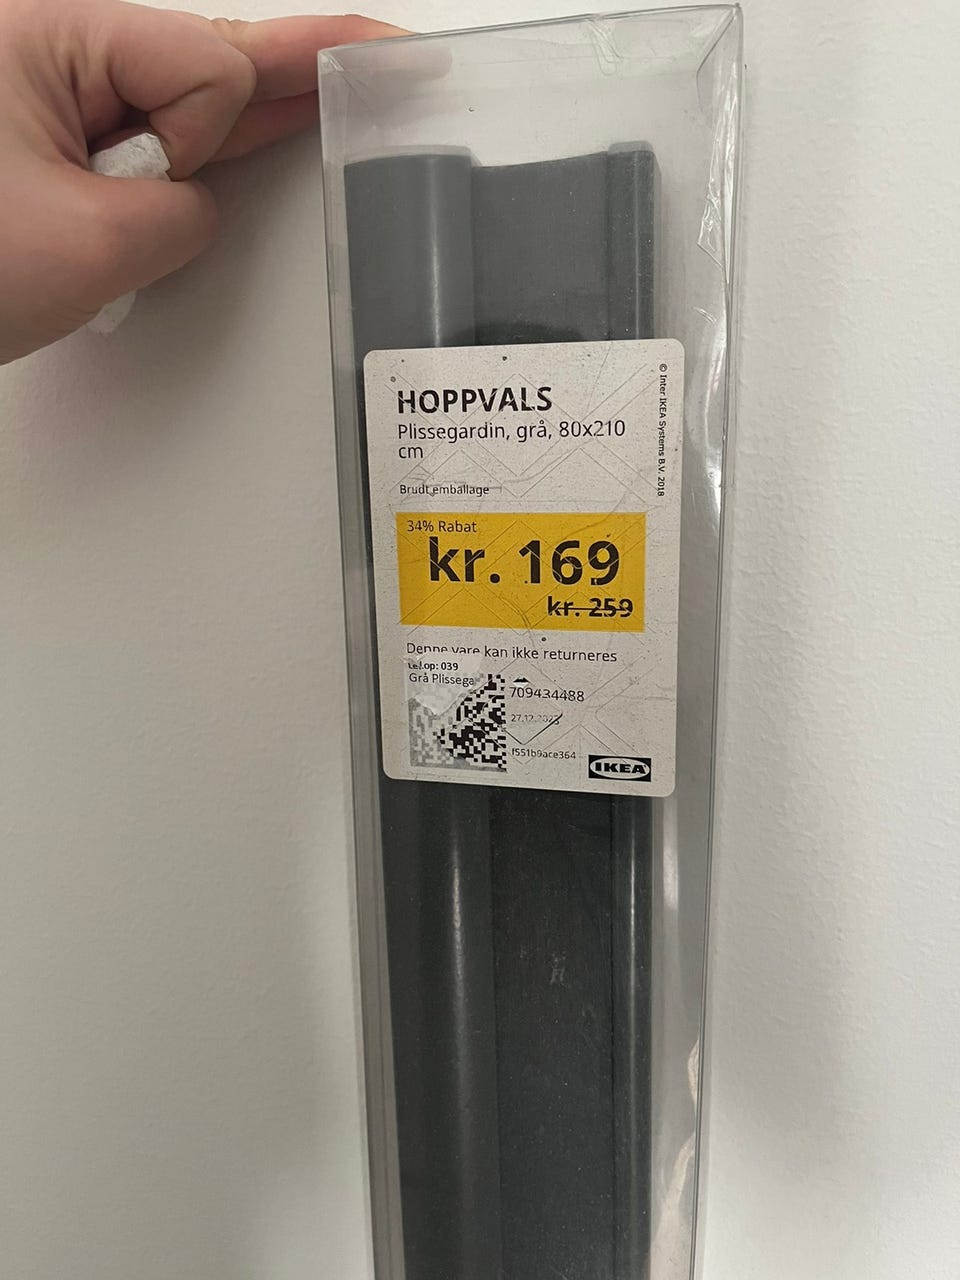 HOPPVALS
Plissegardin, grå, 80x210
cm
Brudt emballage
34% Rabat
kr. 169
kr. 259
Denne vare kan ikke returneres
039
Grå Plissega
709434488
27.12.2023
f551b9ace364
IKEA
© Inter IKEA Systems B.V. 2018